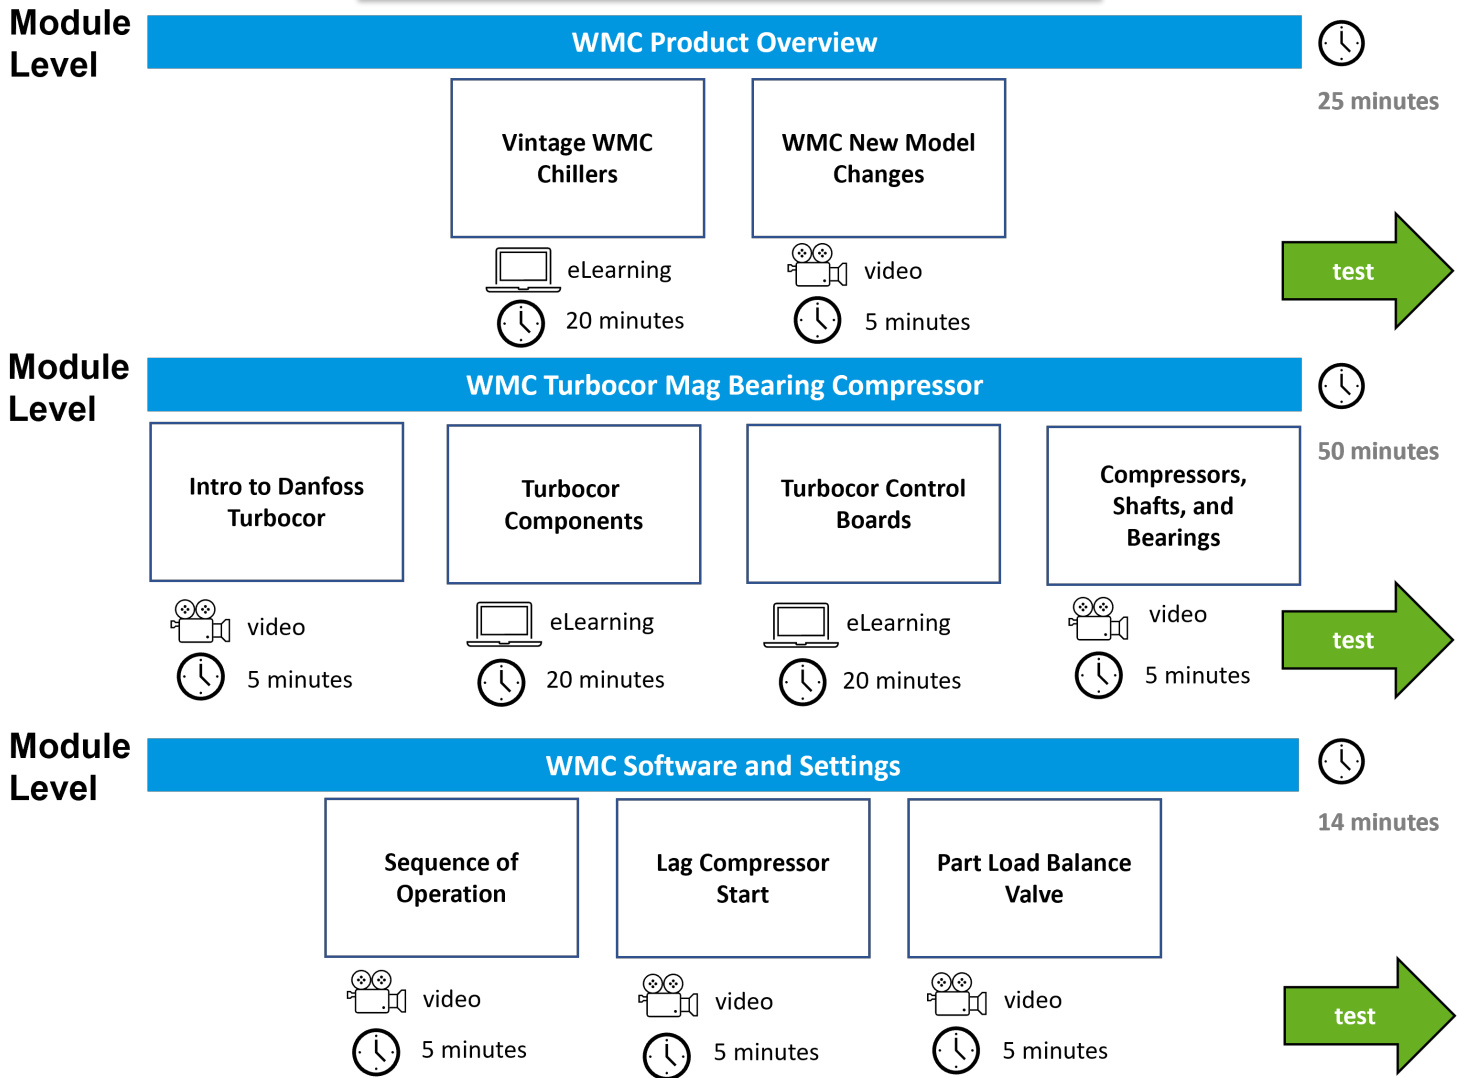 Module
Level
WMC Product Overview
25 minutes
Vintage WMC
Chillers
WMC New Model
Changes
eLearning
20 minutes
video
5 minutes
test
Module
Level
WMC Turbocor Mag Bearing Compressor
50 minutes
Intro to Danfoss
Turbocor
Turbocor
Components
Turbocor Control
Boards
Compressors,
Shafts, and
Bearings
video
5 minutes
eLearning
20 minutes
eLearning
20 minutes
video
5 minutes
test
Module
Level
WMC Software and Settings
14 minutes
Sequence of
Operation
Lag Compressor
Start
Part Load Balance
Valve
video
5 minutes
video
5 minutes
video
5 minutes
test